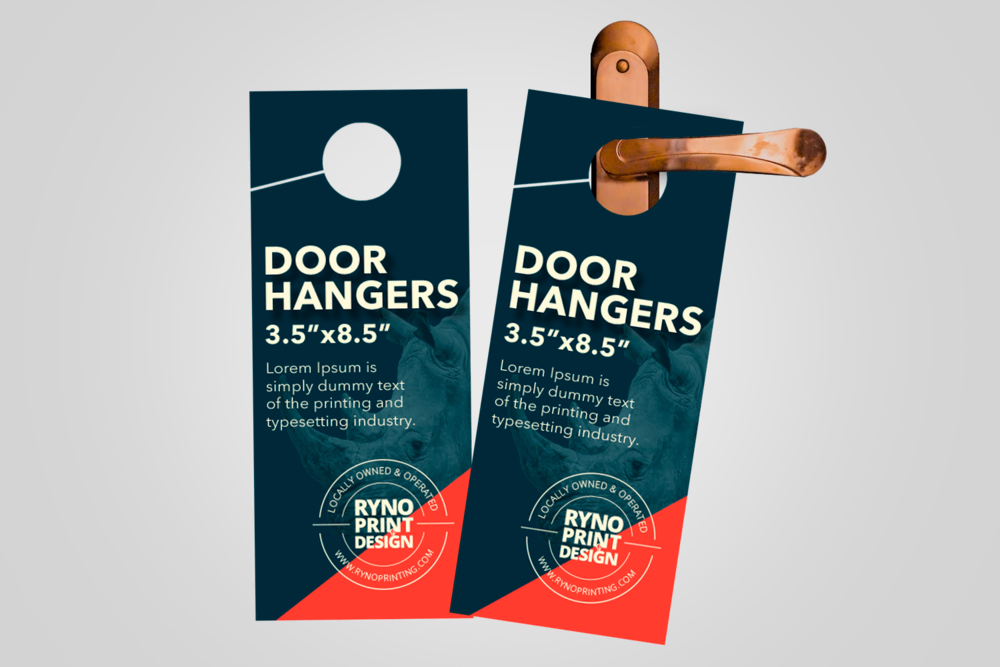 DOOR
HANGERS
3.5”x8.5”
Lorem Ipsum is
simply dummy text
of the printing and
typesetting industry.
LOCALLY OWNED & OPERATED
RYNO
PRINT
DESIGN
WWW.RYNOPRINTING.COM
DOOR
HANGERS
3.5”x8.5”
Lorem Ipsum is
simply dummy text
of the printing and
typesetting industry.
LOCALLY OWNED & OPERATED
RYNO
PRINT
DESIGN
WWW.RYNOPRINTING.COM